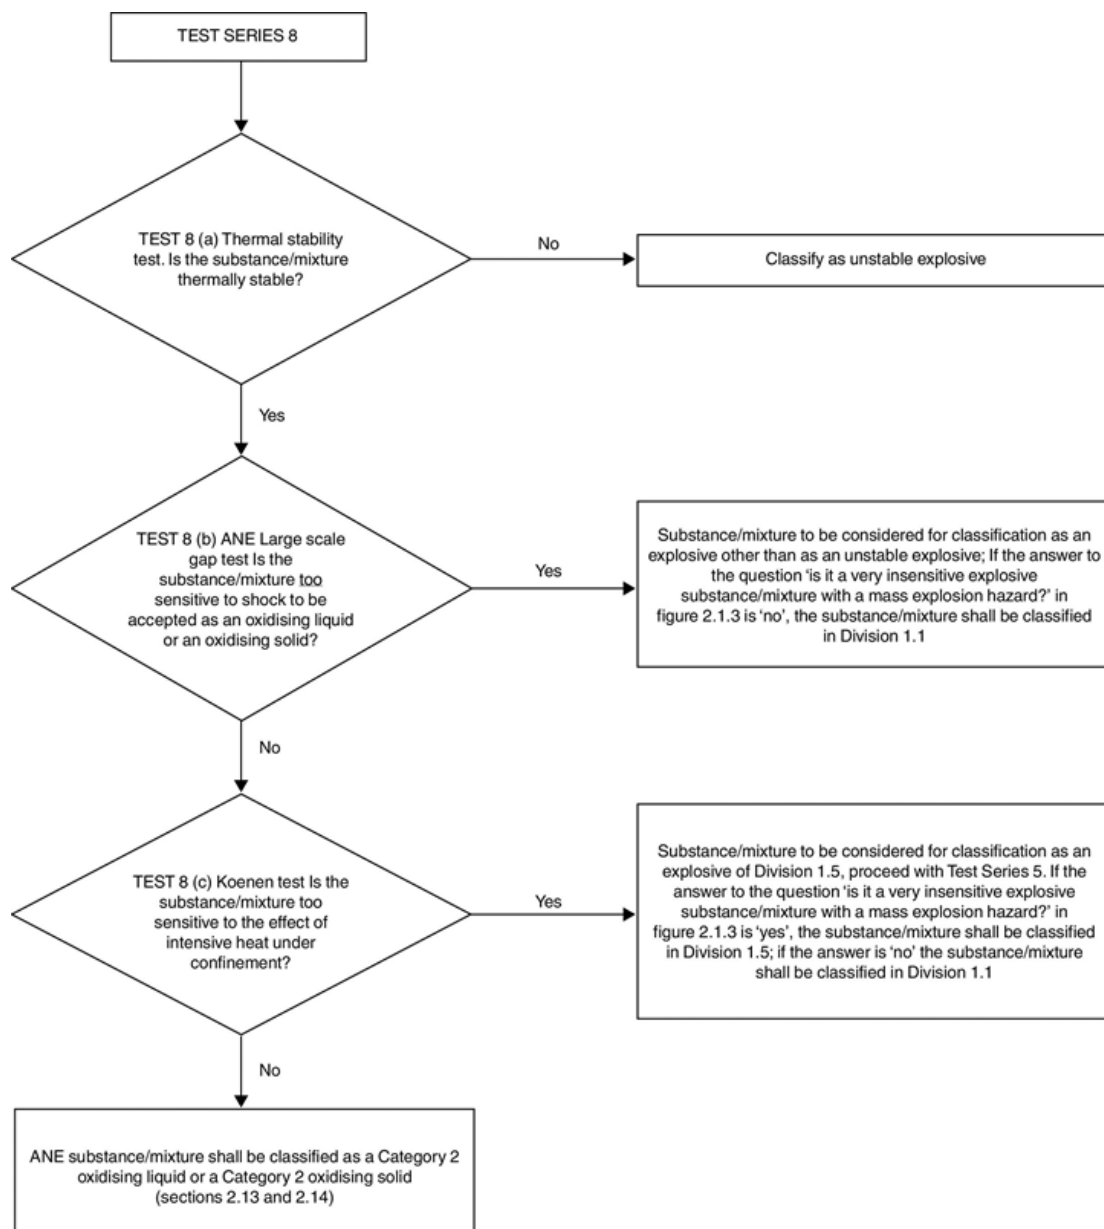 TEST SERIES 8
TEST 8 (a) Thermal stability
test. Is the substance/mixture
thermally stable?
No
Classify as unstable explosive
Yes
TEST 8 (b) ANE Large scale
gap test Is the
substance/mixture too
sensitive to shock to be
accepted as an oxidising liquid
or an oxidising solid?
Yes
Substance/mixture to be considered for classification as an
explosive other than as an unstable explosive; If the answer to
the question ‘is it a very insensitive explosive
substance/mixture with a mass explosion hazard?’ in
figure 2.1.3 is ‘no’, the substance/mixture shall be classified
in Division 1.1
No
TEST 8 (c) Koenen test Is the
substance/mixture too
sensitive to the effect of
intensive heat under
confinement?
Yes
Substance/mixture to be considered for classification as an
explosive of Division 1.5, proceed with Test Series 5. If the
answer to the question ‘is it a very insensitive explosive
substance/mixture with a mass explosion hazard?’ in
figure 2.1.3 is ‘yes’, the substance/mixture shall be classified
in Division 1.5; if the answer is ‘no’ the substance/mixture
shall be classified in Division 1.1
No
ANE substance/mixture shall be classified as a Category 2
oxidising liquid or a Category 2 oxidising solid
(sections 2.13 and 2.14)